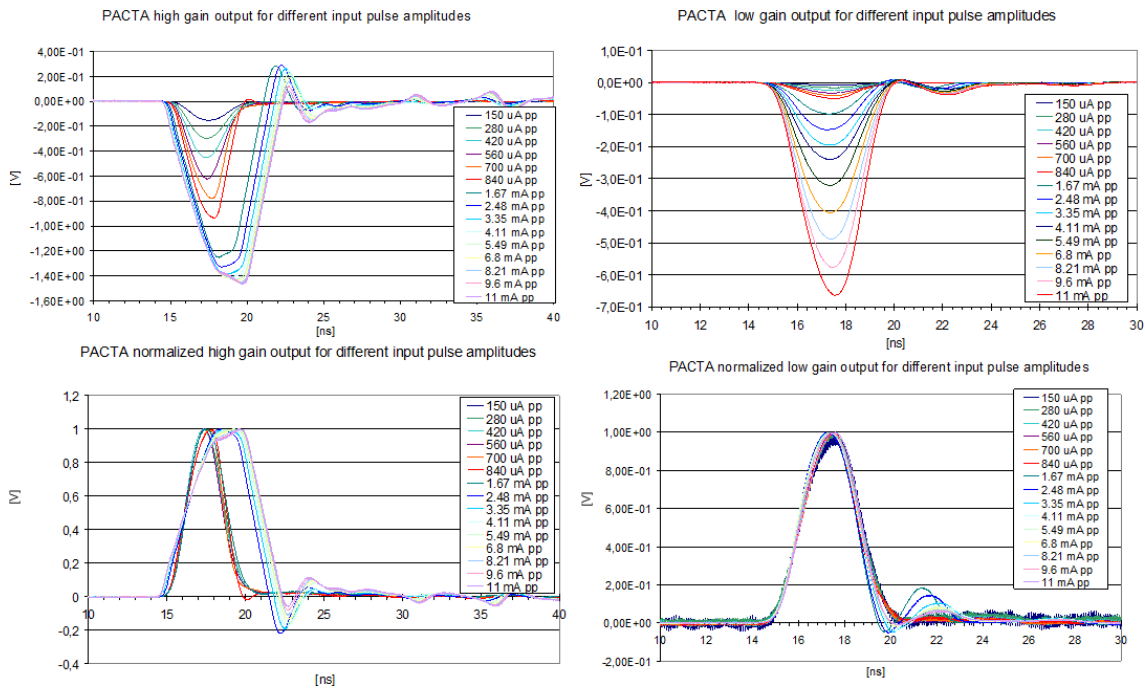 PACTA high gain output for different input pulse amplitudes
4,00E-01
2,00E-01
0,00E+00
-2,00E-01
-4,00E-01
-6,00E-01
-8,00E-01
-1,00E+00
-1,20E+00
-1,40E+00
-1,60E+00
[V]
10 15 20 25 30 35 40
[ns]
150 uA pp
280 uA pp
420 uA pp
560 uA pp
700 uA pp
840 uA pp
1.67 mA pp
2.48 mA pp
3.35 mA pp
4.11 mA pp
5.49 mA pp
6.8 mA pp
8.21 mA pp
9.6 mA pp
11 mA pp
PACTA low gain output for different input pulse amplitudes
1,0E-01
0,0E+00
-1,0E-01
-2,0E-01
-3,0E-01
-4,0E-01
-5,0E-01
-6,0E-01
-7,0E-01
[V]
10 12 14 16 18 20 22 24 26 28 30
[ns]
150 uA pp
280 uA pp
420 uA pp
560 uA pp
700 uA pp
840 uA pp
1.67 mA pp
2.48 mA pp
3.35 mA pp
4.11 mA pp
5.49 mA pp
6.8 mA pp
8.21 mA pp
9.6 mA pp
11 mA pp
PACTA normalized high gain output for different input pulse amplitudes
1,2
1
0,8
0,6
0,4
0,2
0
-0,2
-0,4
[V]
10 15 20 25 30 35 40
[ns]
150 uA pp
280 uA pp
420 uA pp
560 uA pp
700 uA pp
840 uA pp
1.67 mA pp
2.48 mA pp
3.35 mA pp
4.11 mA pp
5.49 mA pp
6.8 mA pp
8.21 mA pp
9.6 mA pp
11 mA pp
PACTA normalized low gain output for different input pulse amplitudes
1,20E+00
1,00E+00
8,00E-01
6,00E-01
4,00E-01
2,00E-01
0,00E+00
-2,00E-01
[V]
10 12 14 16 18 20 22 24 26 28 30
[ns]
150 uA pp
280 uA pp
420 uA pp
560 uA pp
700 uA pp
840 uA pp
1.67 mA pp
2.48 mA pp
3.35 mA pp
4.11 mA pp
5.49 mA pp
6.8 mA pp
8.21 mA pp
9.6 mA pp
11 mA pp